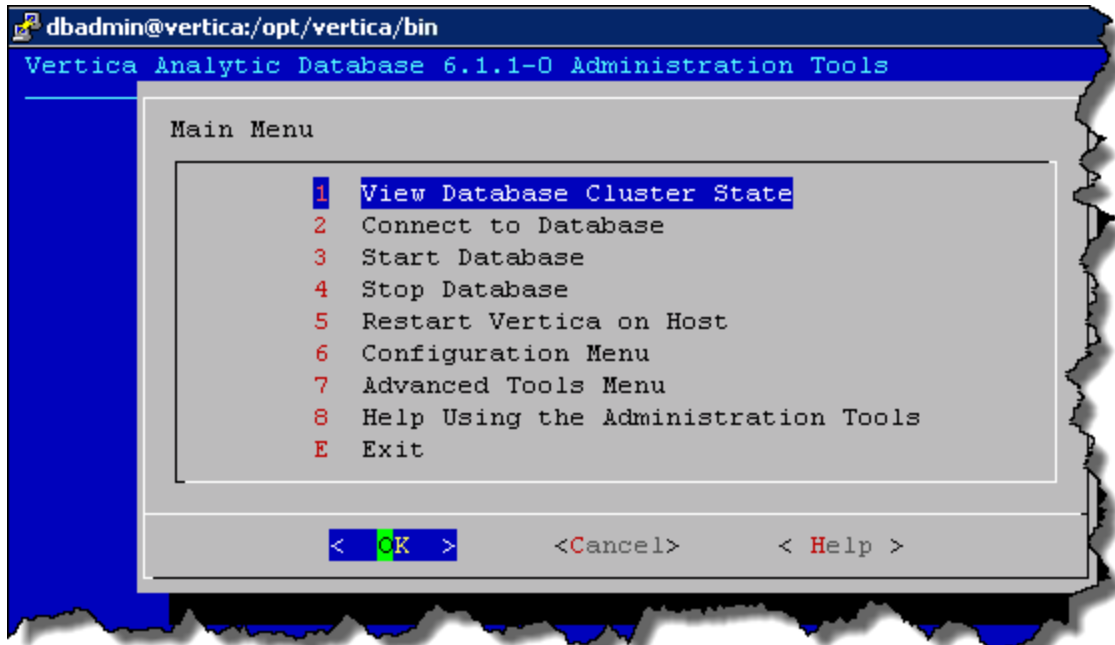 dbadmin@vertica:/opt/vertica/bin
Vertica Analytic Database 6.1.1-0 Administration Tools
Main Menu
1 View Database Cluster State
2 Connect to Database
3 Start Database
4 Stop Database
5 Restart Vertica on Host
6 Configuration Menu
7 Advanced Tools Menu
8 Help Using the Administration Tools
E Exit
< OK > <Cancel> < Help >